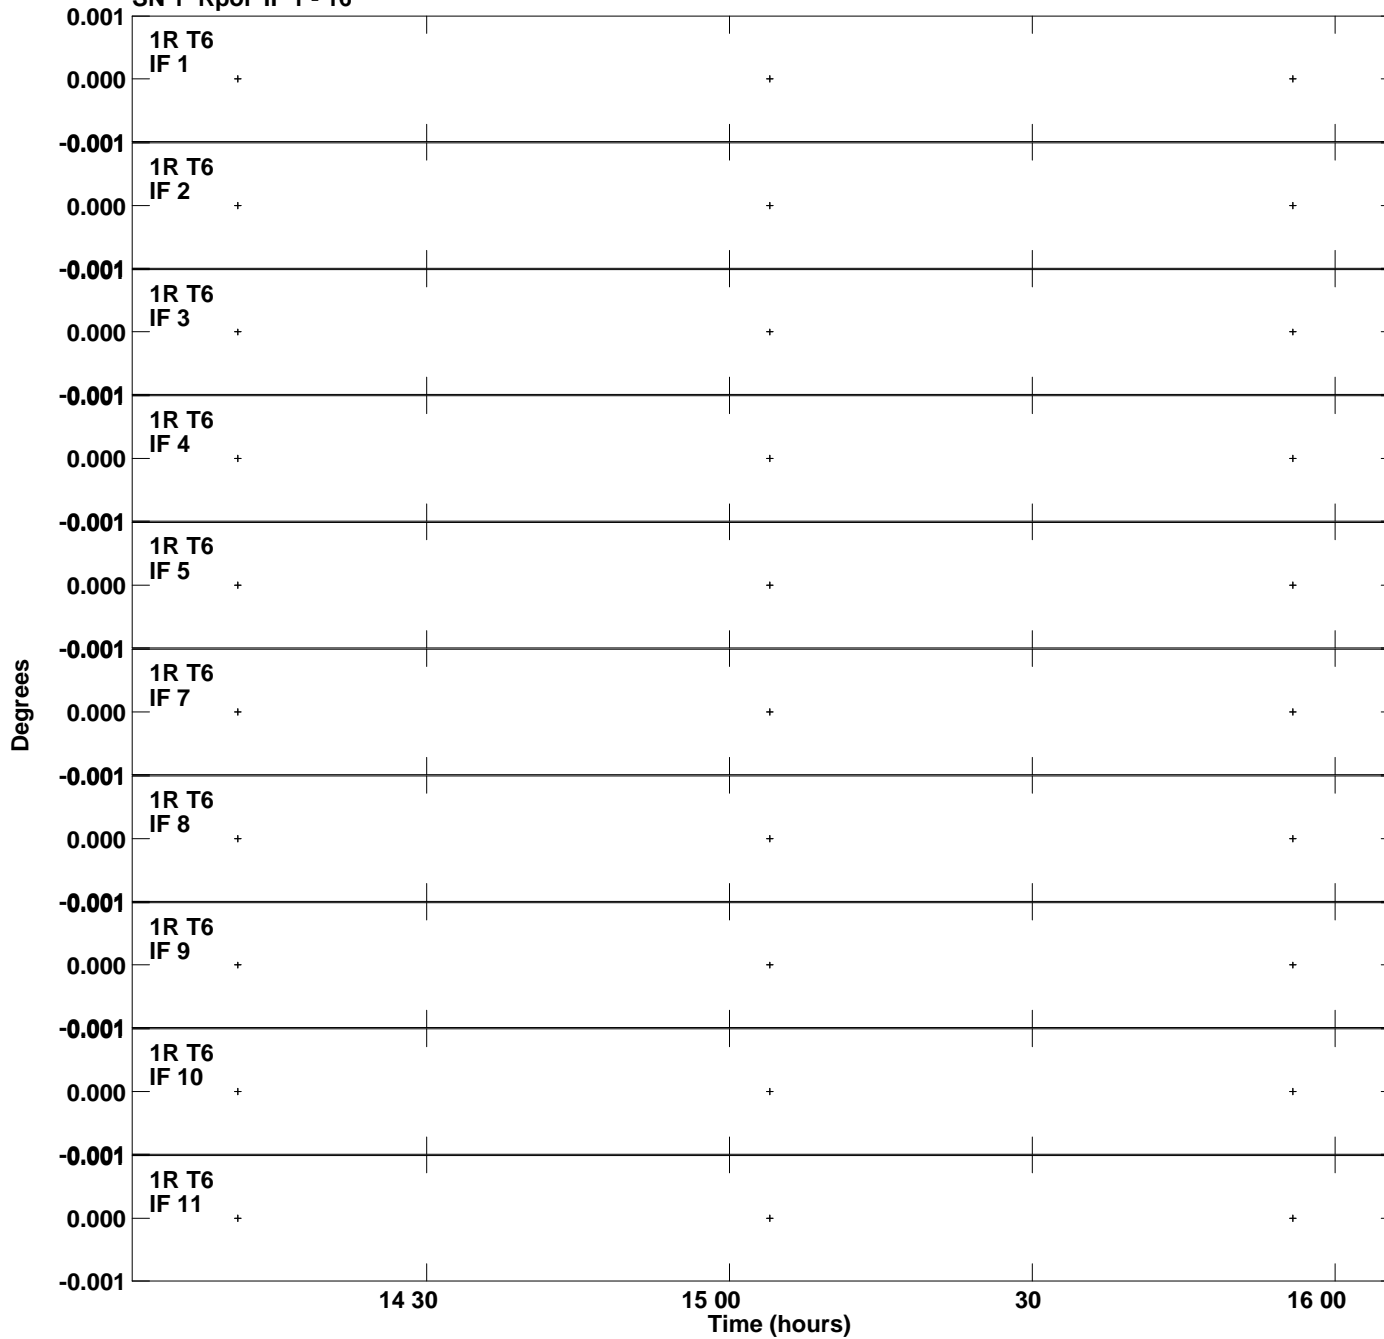 SN 1 Rpol IF 1 - 16
0.001
1R T6
IF 1
0.000
-0.001
1R T6
IF 2
0.000
-0.001
1R T6
IF 3
0.000
-0.001
1R T6
IF 4
0.000
-0.001
1R T6
IF 5
0.000
-0.001
1R T6
IF 7
0.000
-0.001
1R T6
IF 8
0.000
-0.001
1R T6
IF 9
0.000
-0.001
1R T6
IF 10
0.000
-0.001
1R T6
IF 11
0.000
-0.001
Degrees
14 30
15 00
30
16 00
Time (hours)